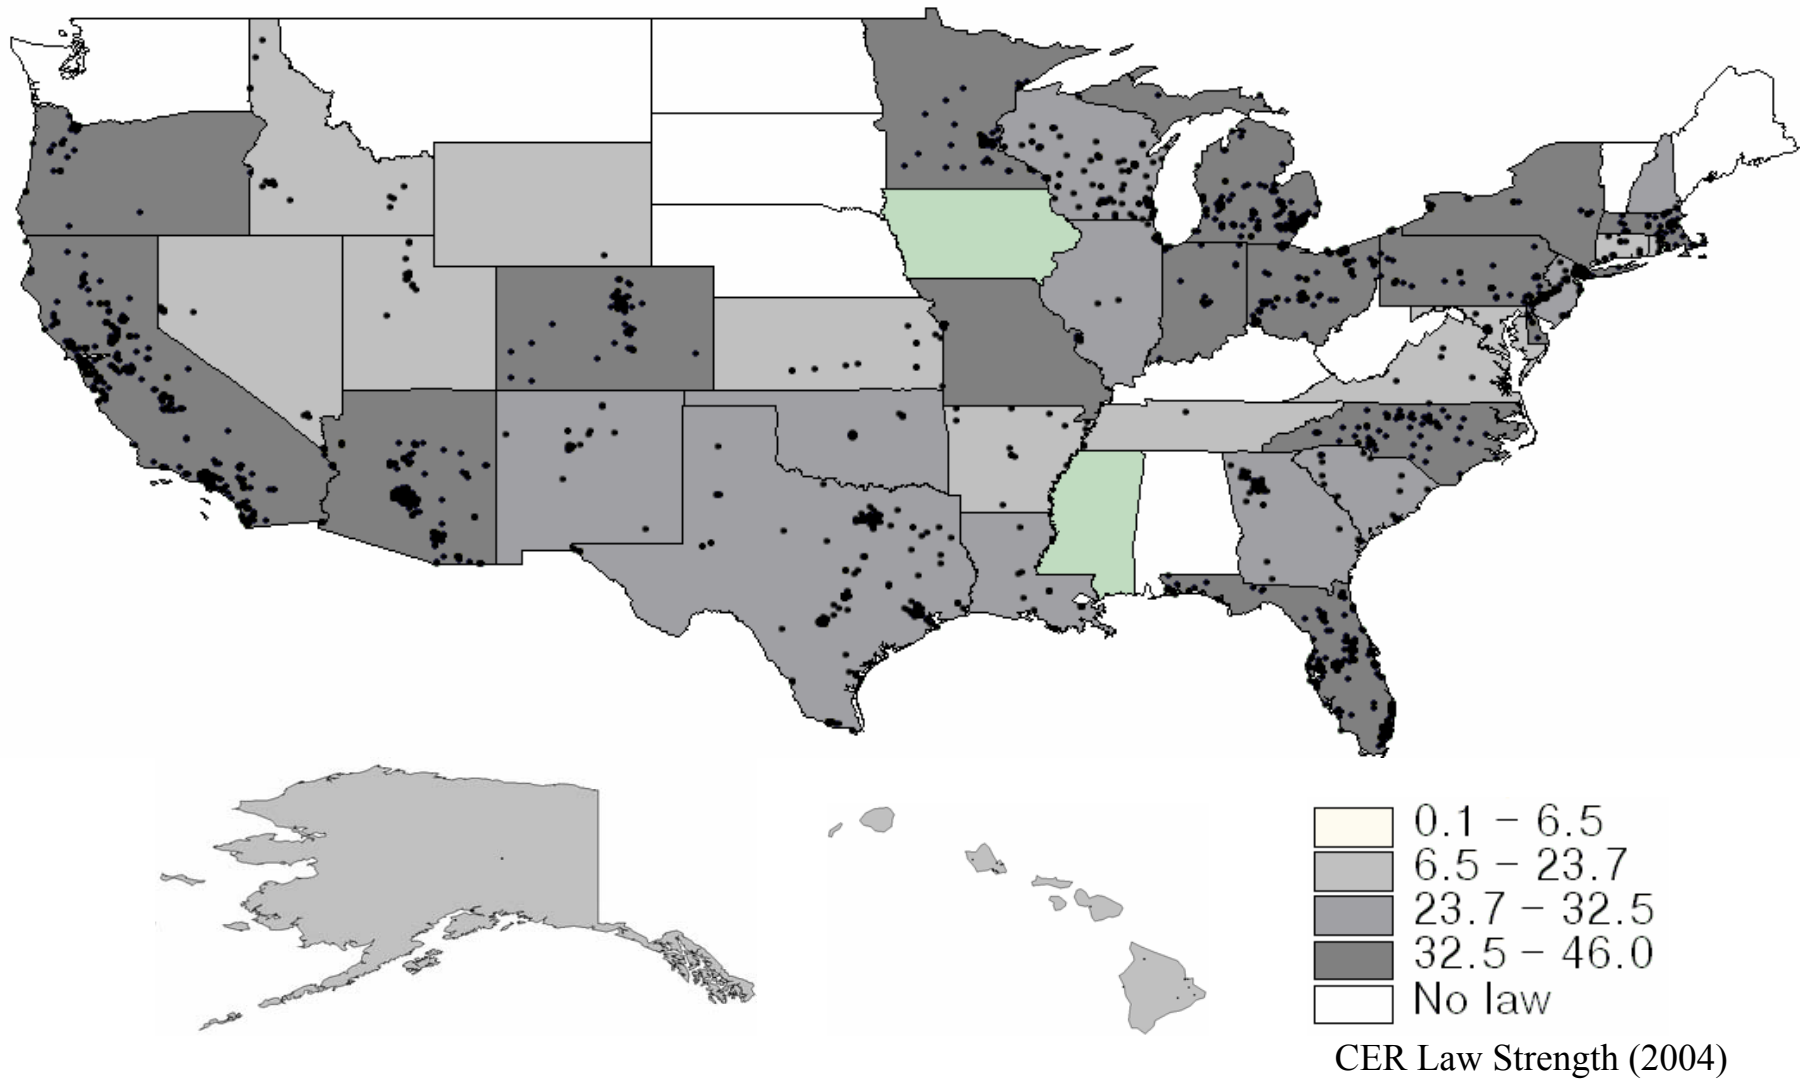 0.1 – 6.5
6.5 – 23.7
23.7 – 32.5
32.5 – 46.0
No law
CER Law Strength (2004)